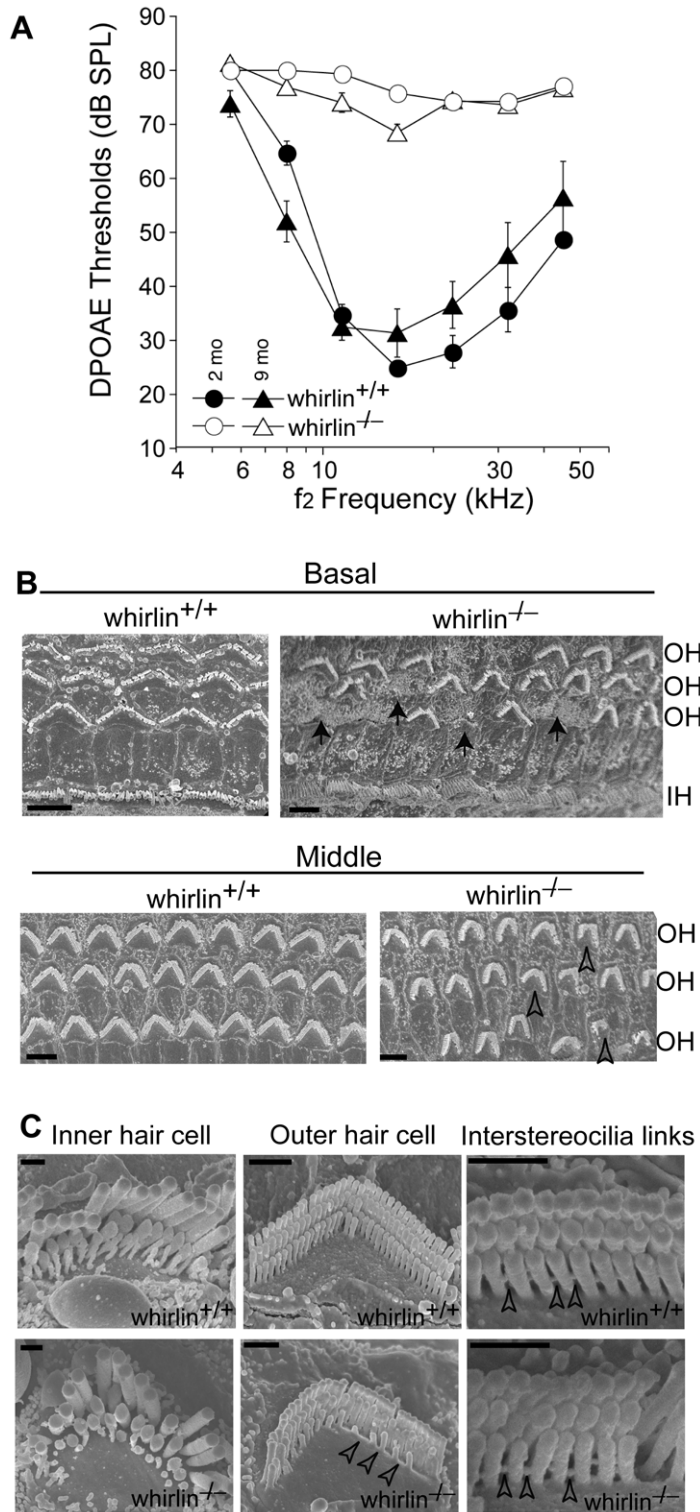 A
DPOAE Thresholds (dB SPL)
90
80
70
60
50
40
30
20
10
2 mo
9 mo
whirlin+/+
whirlin–/–
4
6
8
10
30
50
f2 Frequency (kHz)
B
Basal
whirlin+/+
whirlin–/–
OH
OH
OH
IH
Middle
whirlin+/+
whirlin–/–
OH
OH
OH
C
Inner hair cell
Outer hair cell
Interstereocilia links
whirlin+/+
whirlin+/+
whirlin+/+
whirlin–/–
whirlin–/–
whirlin–/–